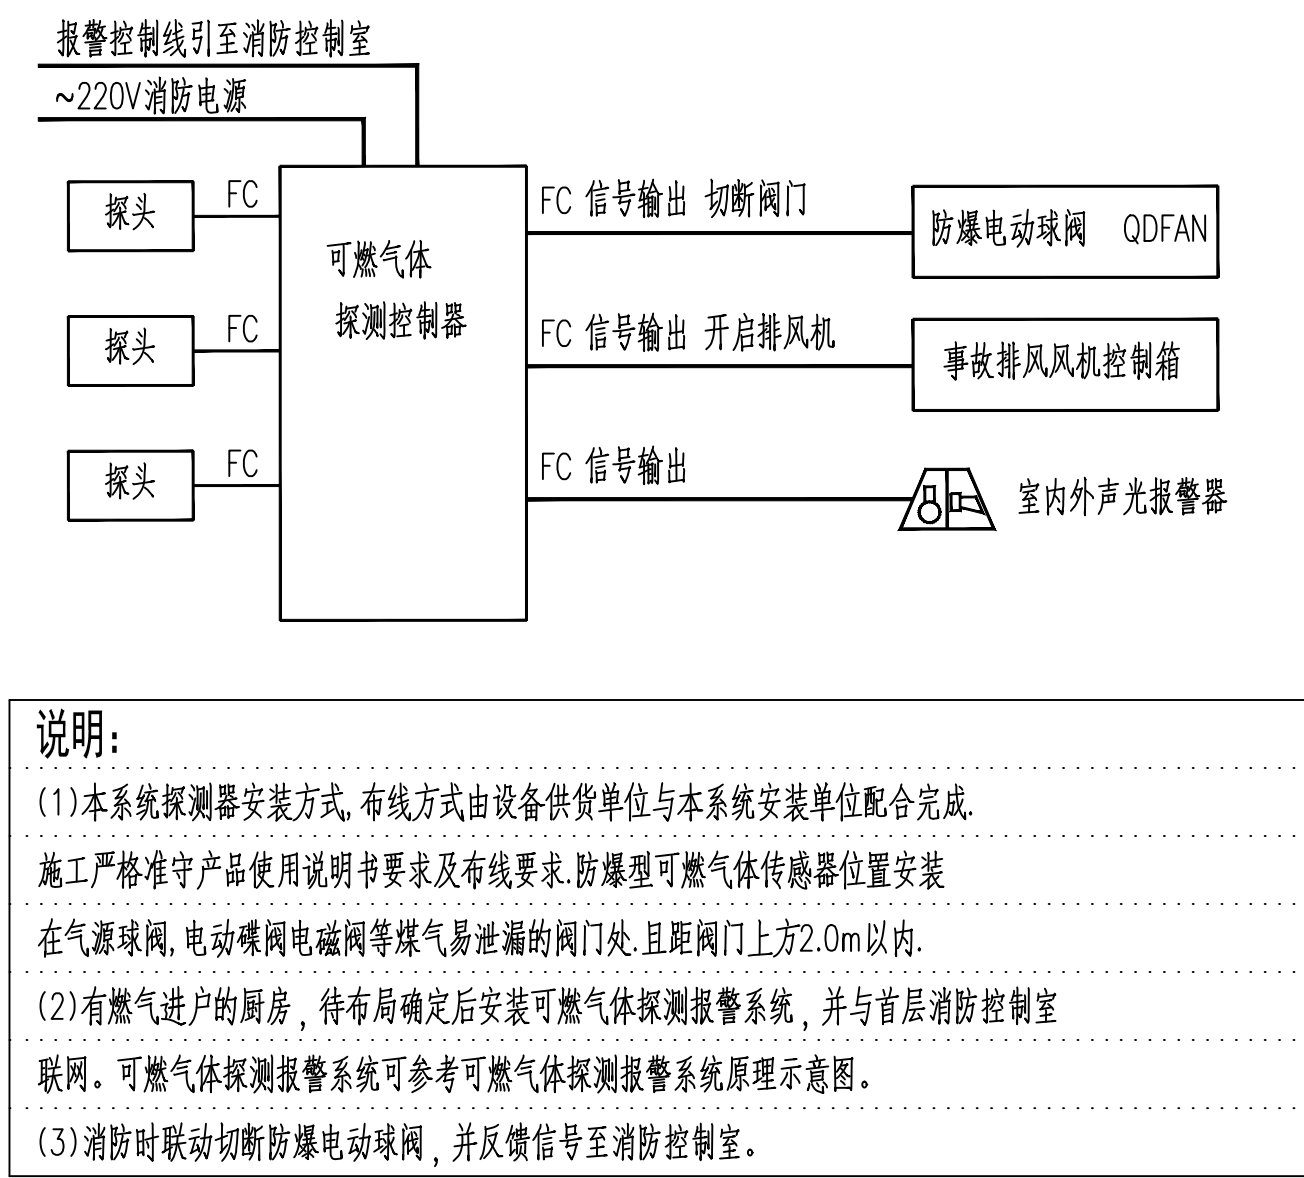 报警控制线引至消防控制室
~220V消防电源
探头 FC
可燃气体
探测控制器
FC 信号输出 切断阀门
防爆电动球阀 QDFAN
探头 FC
FC 信号输出 开启排风机
事故排风风机控制箱
探头 FC
FC 信号输出
室内外声光报警器
说明:
(1)本系统探测器安装方式,布线方式由设备供货单位与本系统安装单位配合完成.
施工严格准守产品使用说明书要求及布线要求.防爆型可燃气体传感器位置安装
在气源球阀,电动碟阀电磁阀等煤气易泄漏的阀门处.且距阀门上方2.0m以内.
(2)有燃气进户的厨房,待布局确定后安装可燃气体探测报警系统,并与首层消防控制室
联网。可燃气体探测报警系统可参考可燃气体探测报警系统原理示意图。
(3)消防时联动切断防爆电动球阀,并反馈信号至消防控制室。